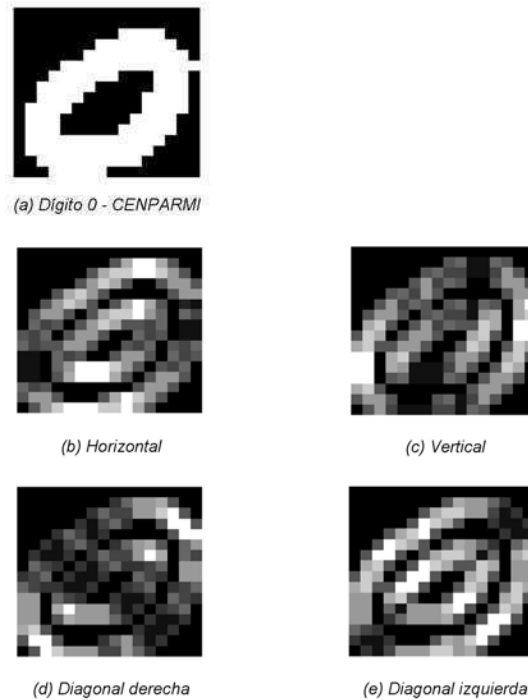 (a) Dígito 0 - CENPARMI
(b) Horizontal
(c) Vertical
(d) Diagonal derecha
(e) Diagonal izquierda